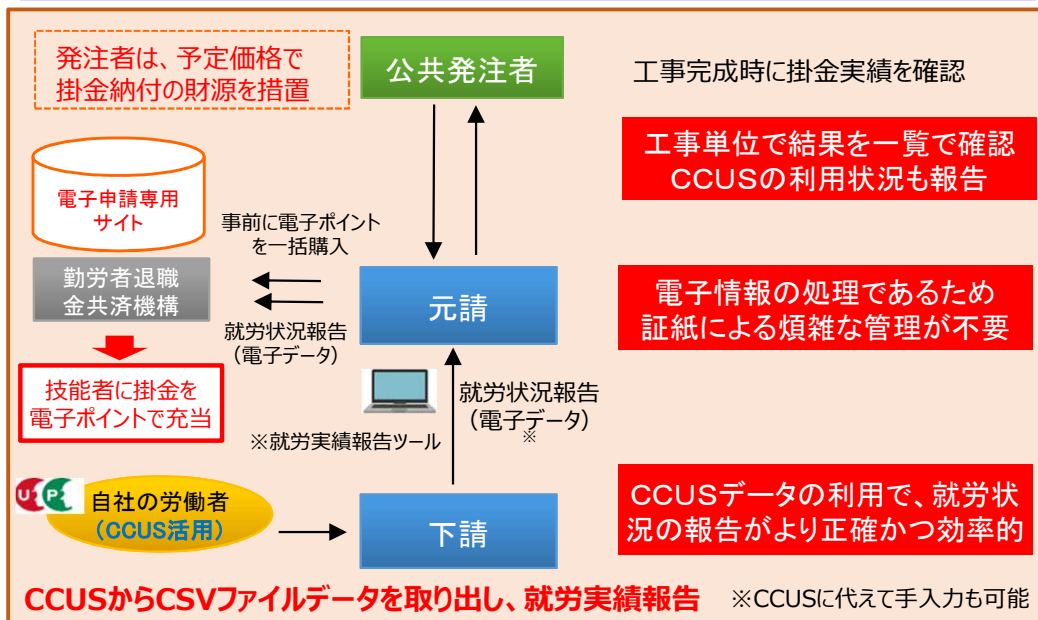 発注者は、予定価格で
掛金納付の財源を措置
公共発注者
工事完成時に掛金実績を確認
工事単位で結果を一覧で確認
CCUSの利用状況も報告
電子申請専用
サイト
事前に電子ポイント
を一括購入
勤労者退職
金共済機構
元請
電子情報の処理であるため
証紙による煩雑な管理が不要
就労状況報告
(電子データ)
技能者に掛金を
電子ポイントで充当
就労状況報告
(電子データ)
※
※就労実績報告ツール
自社の労働者
(CCUS活用)
下請
CCUSデータの利用で、就労状
況の報告がより正確かつ効率的
CCUSからCSVファイルデータを取り出し、就労実績報告
※CCUSに代えて手入力も可能